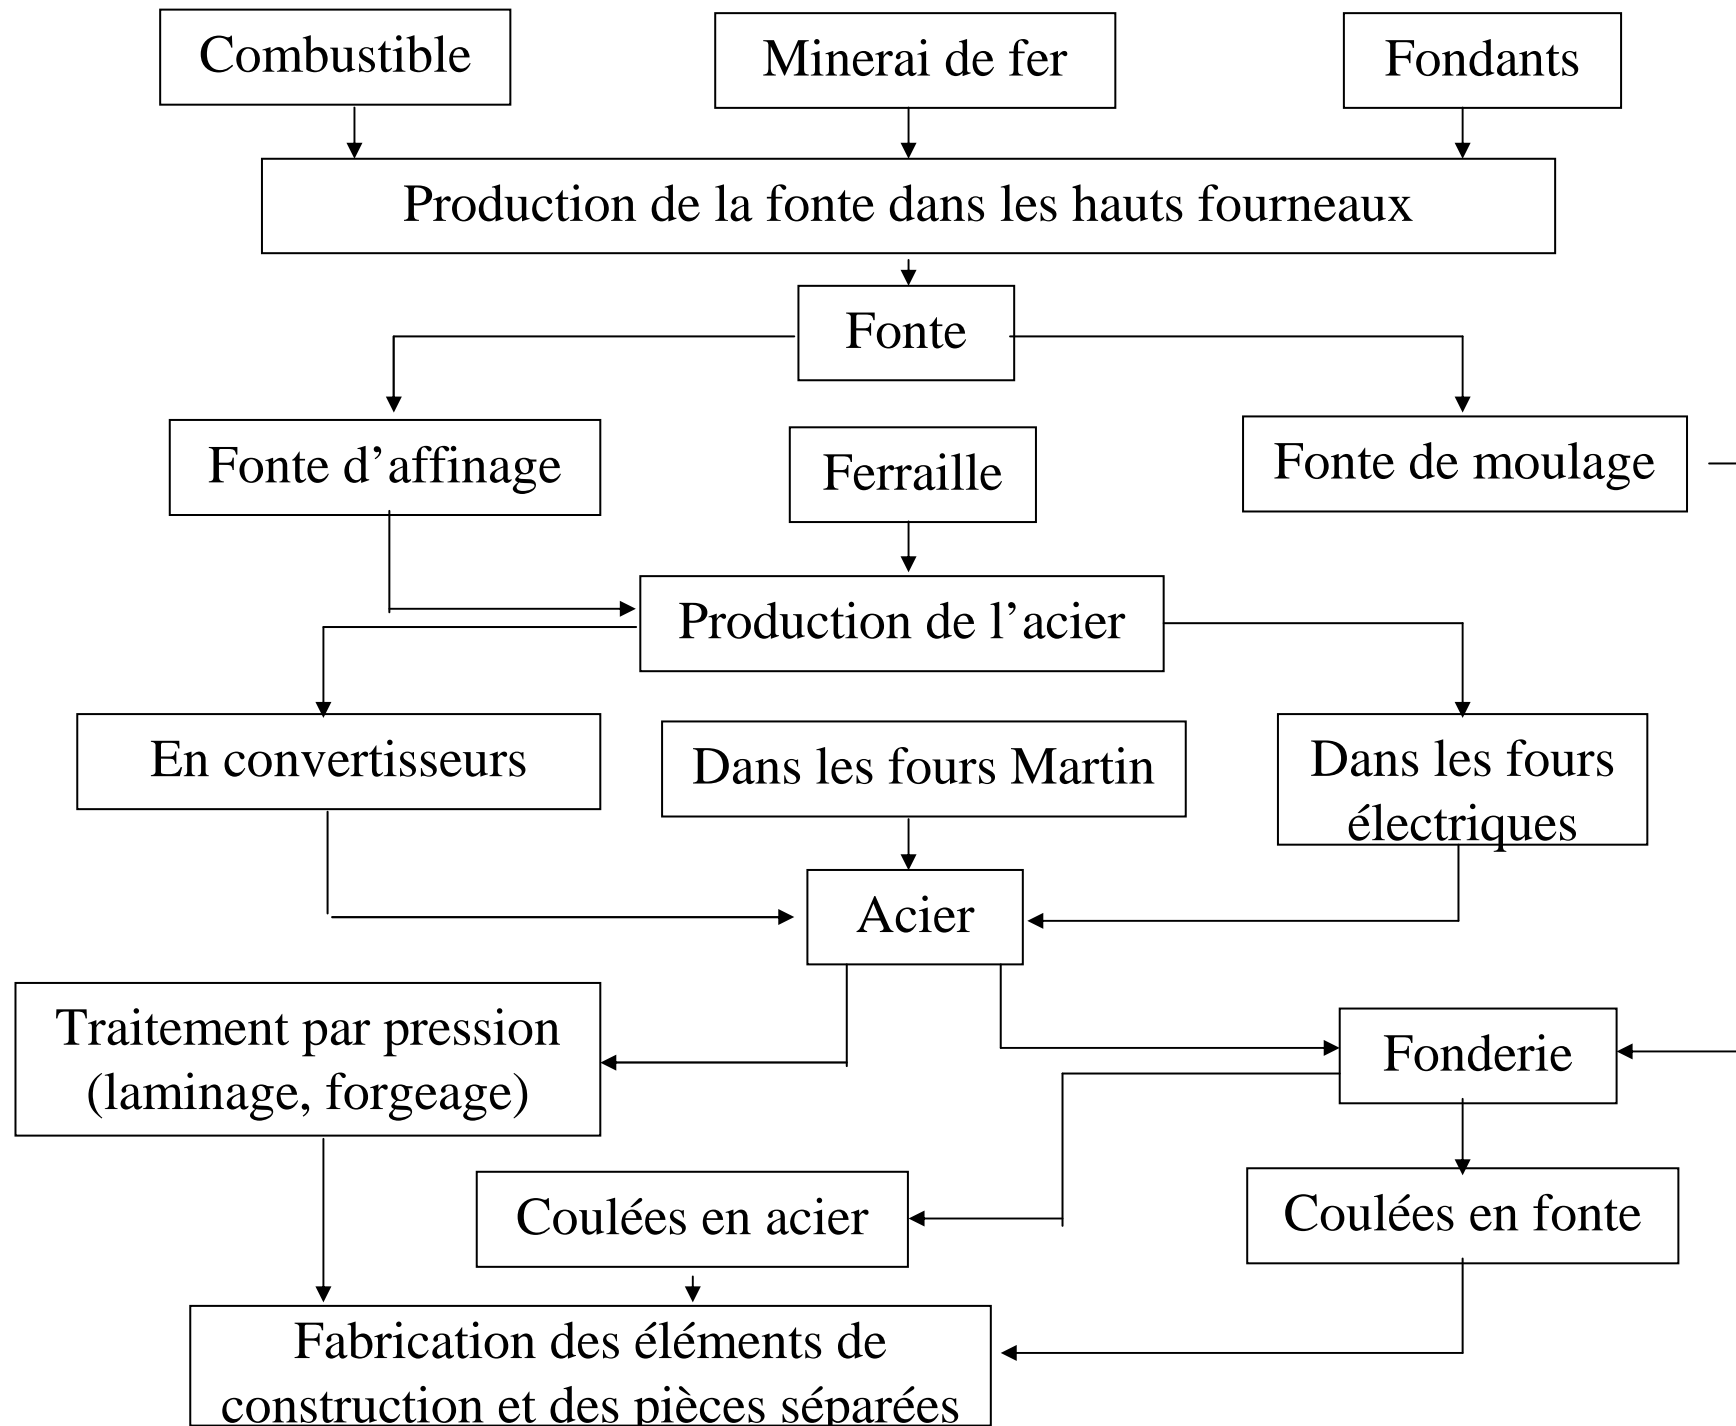 Combustible
Minerai de fer
Fondants
Production de la fonte dans les hauts fourneaux
Fonte
Fonte d’affinage
Ferraille
Fonte de moulage
Production de l’acier
En convertisseurs
Dans les fours Martin
Dans les fours
électriques
Acier
Traitement par pression
(laminage, forgeage)
Fonderie
Coulées en acier
Coulées en fonte
Fabrication des éléments de
construction et des pièces séparées